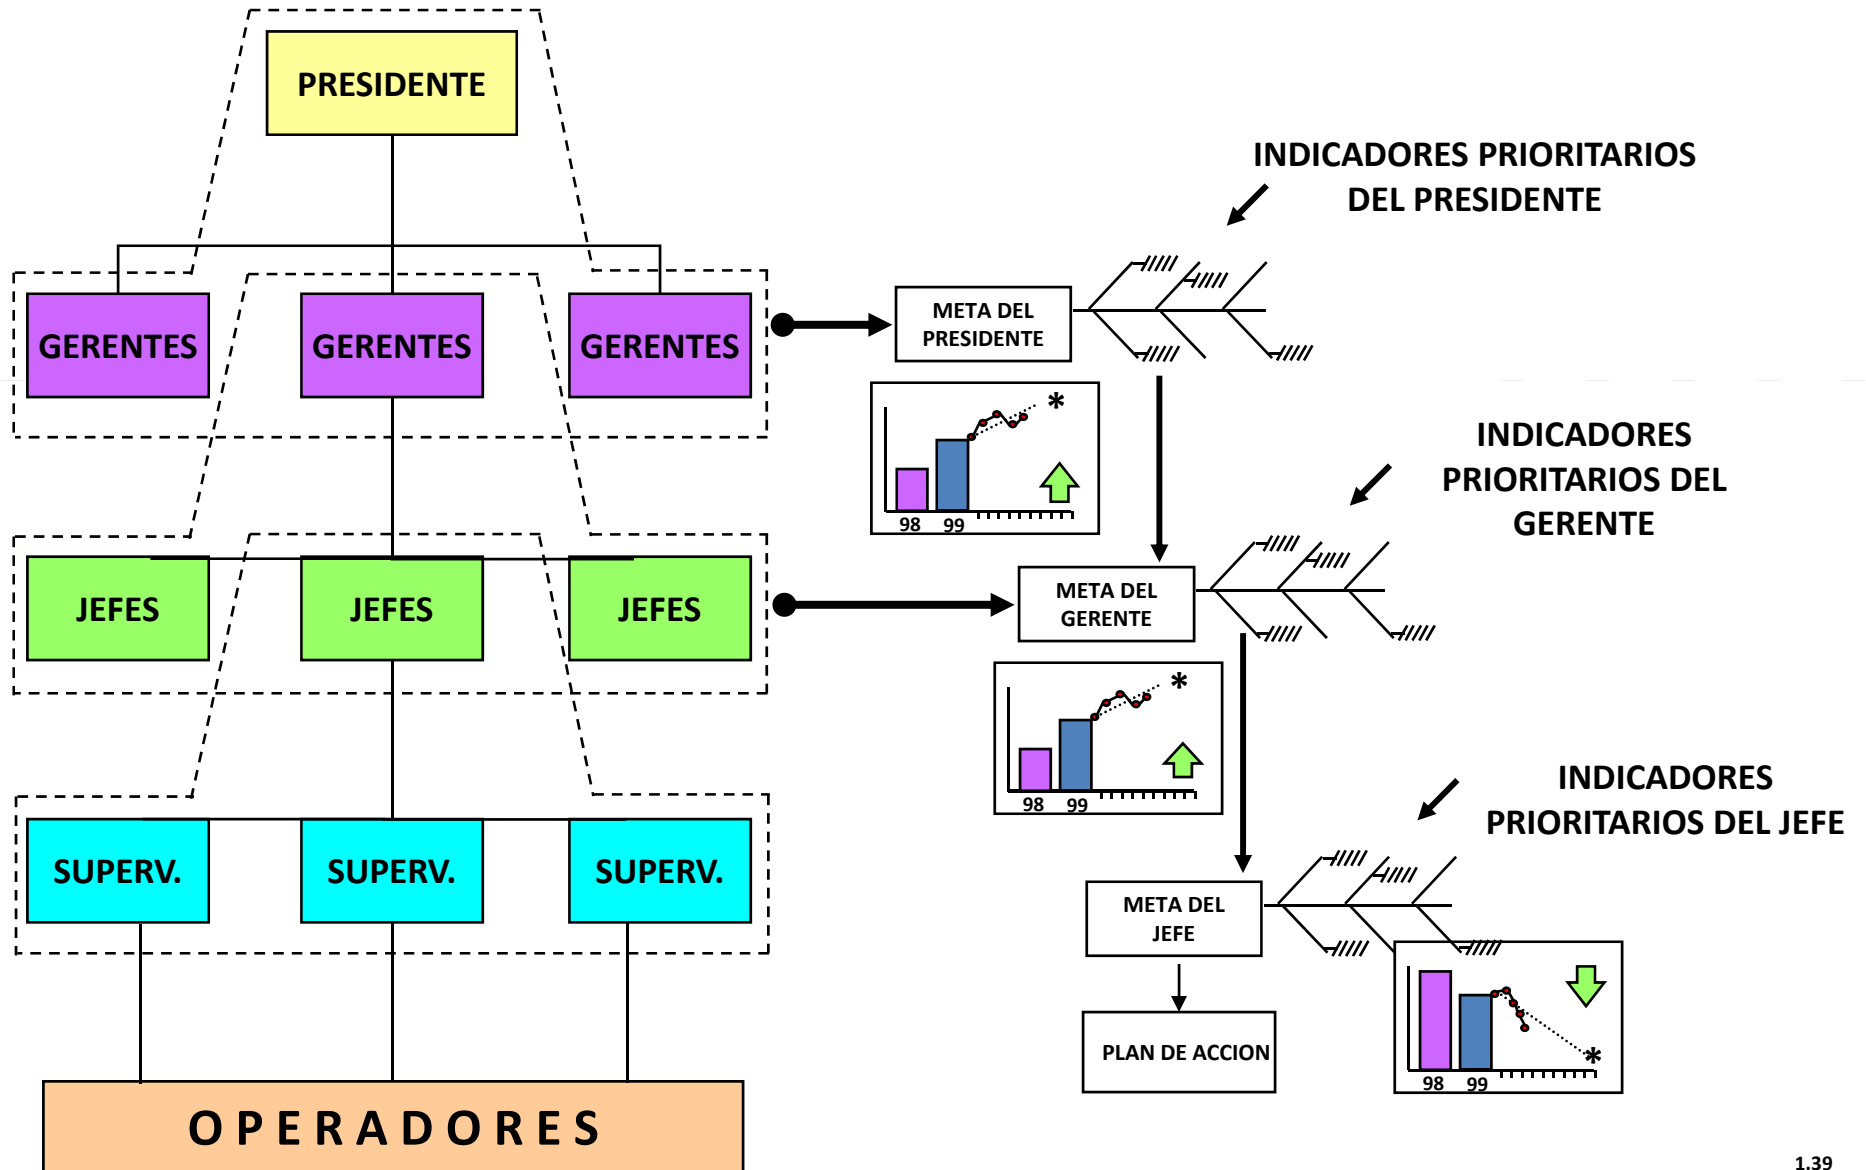 PRESIDENTE
GERENTES
GERENTES
GERENTES
JEFES
JEFES
JEFES
SUPERV.
SUPERV.
SUPERV.
OPERADORES
INDICADORES PRIORITARIOS
DEL PRESIDENTE
META DEL
PRESIDENTE
*
98
99
INDICADORES
PRIORITARIOS DEL
GERENTE
META DEL
GERENTE
*
98
99
INDICADORES
PRIORITARIOS DEL JEFE
META DEL
JEFE
PLAN DE ACCION
*
98
99
1.39